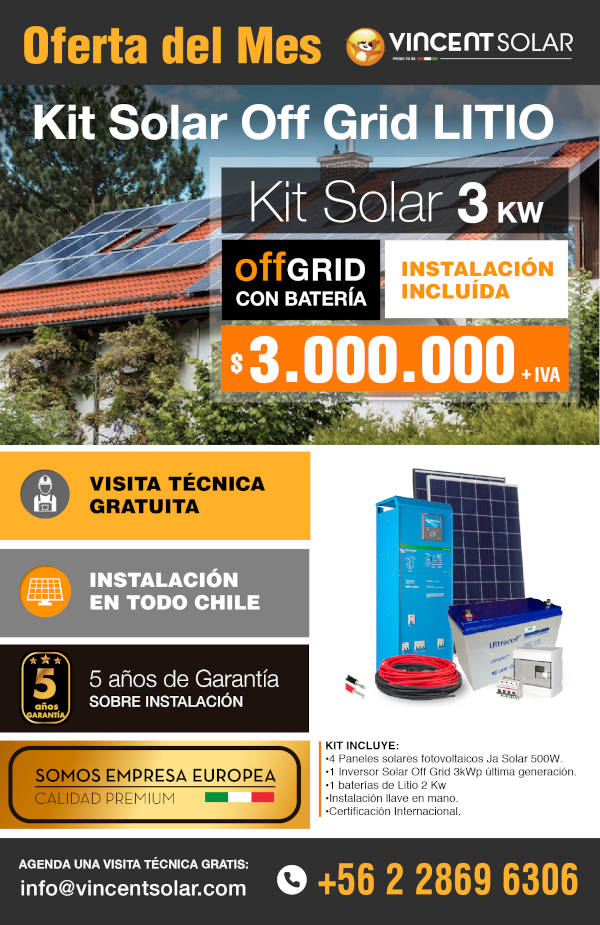 Oferta del Mes
VINCENT SOLAR
Kit Solar Off Grid LITIO
Kit Solar 3 KW
offGRID
CON BATERÍA
INSTALACIÓN
INCLUÍDA
$ 3.000.000 + IVA
VISITA TÉCNICA
GRATUITA
INSTALACIÓN
EN TODO CHILE
5
años
GARANTÍA
5 años de Garantía
SOBRE INSTALACIÓN
Ultracell
SOMOS EMPRESA EUROPEA
CALIDAD PREMIUM
KIT INCLUYE:
•4 Paneles solares fotovoltaicos Ja Solar 500W.
•1 Inversor Solar Off Grid 3kWp última generación.
•1 baterías de Litio 2 Kw
•Instalación llave en mano.
•Certificación Internacional.
AGENDA UNA VISITA TÉCNICA GRATIS:
info@vincentsolar.com
+56 2 2869 6306